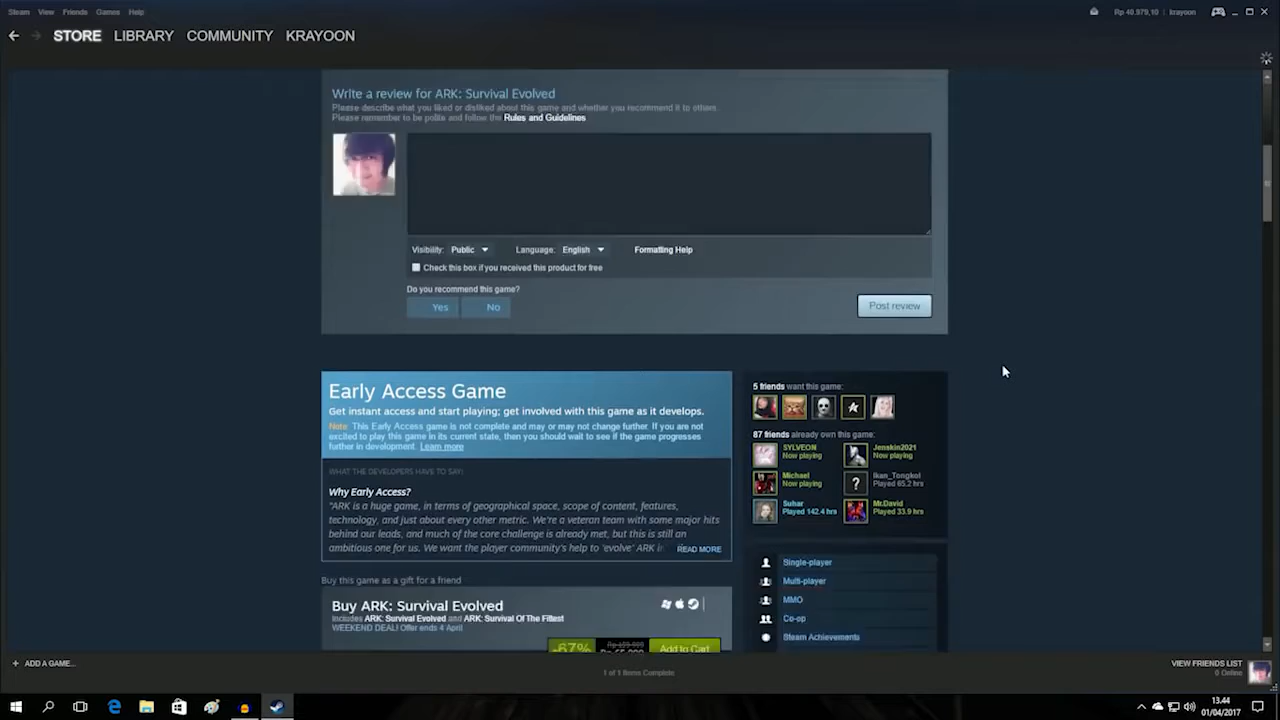 Steam View Friends Games Help
Rp 40.979,10 krayoon
STORE LIBRARY COMMUNITY KRAYOON
Write a review for ARK: Survival Evolved
Please describe what you liked or disliked about this game and whether you recommend it to others.
Please remember to be polite and follow the Rules and Guidelines
Visibility: Public Language: English Formatting Help
Check this box if you received this product for free
Do you recommend this game?
Yes No
Post review
Early Access Game
Get instant access and start playing; get involved with this game as it develops.
Note: This Early Access game is not complete and may or may not change further. If you are not
excited to play this game in its current state, then you should wait to see if the game progresses
further in development. Learn more
WHAT THE DEVELOPERS HAVE TO SAY:
Why Early Access?
"ARK is a huge game, in terms of geographical space, scope of content, features,
technology, and just about every other metric. We're a veteran team with some major hits
behind our leads, and much of the core challenge is already met, but this is still an
ambitious one for us. We want the player community's help to 'evolve' ARK
READ MORE
5 friends want this game:
87 friends already own this game:
SYLVEON
Now playing
Jenskin2021
Now playing
Michael
Now playing
Ikan_Tongkol
Played 65.2 hrs
Suhar
Played 142.4 hrs
Mr.David
Played 33.9 hrs
Single-player
Multi-player
MMO
Co-op
Steam Achievements
Buy this game as a gift for a friend
Buy ARK: Survival Evolved
Includes ARK: Survival Evolved and ARK: Survival Of The Fittest
WEEKEND DEAL! Offer ends 4 April
-67%
Add to Cart
+ ADD A GAME...
1 of 1 Items Complete
VIEW FRIENDS LIST
0 Online
13.44
01/04/2017